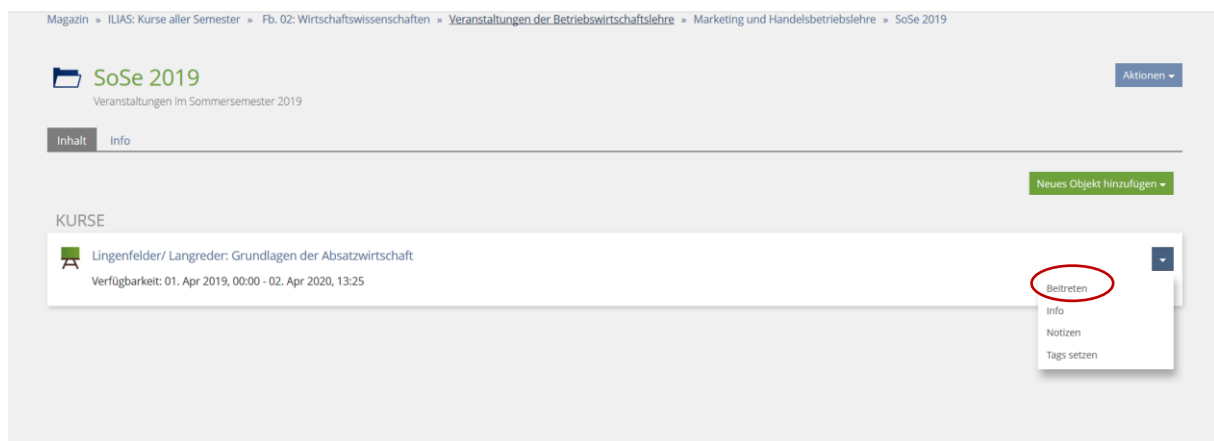 Magazin » ILIAS: Kurse aller Semester » Fb. 02: Wirtschaftswissenschaften » Veranstaltungen der Betriebswirtschaftslehre » Marketing und Handelsbetriebslehre » SoSe 2019
SoSe 2019
Aktionen
Veranstaltungen im Sommersemester 2019
Inhalt Info
Neues Objekt hinzufügen
KURSE
Lingenfelder/ Langreder: Grundlagen der Absatzwirtschaft
Verfügbarkeit: 01. Apr 2019, 00:00 - 02. Apr 2020, 13:25
Beitreten
Info
Notizen
Tags setzen